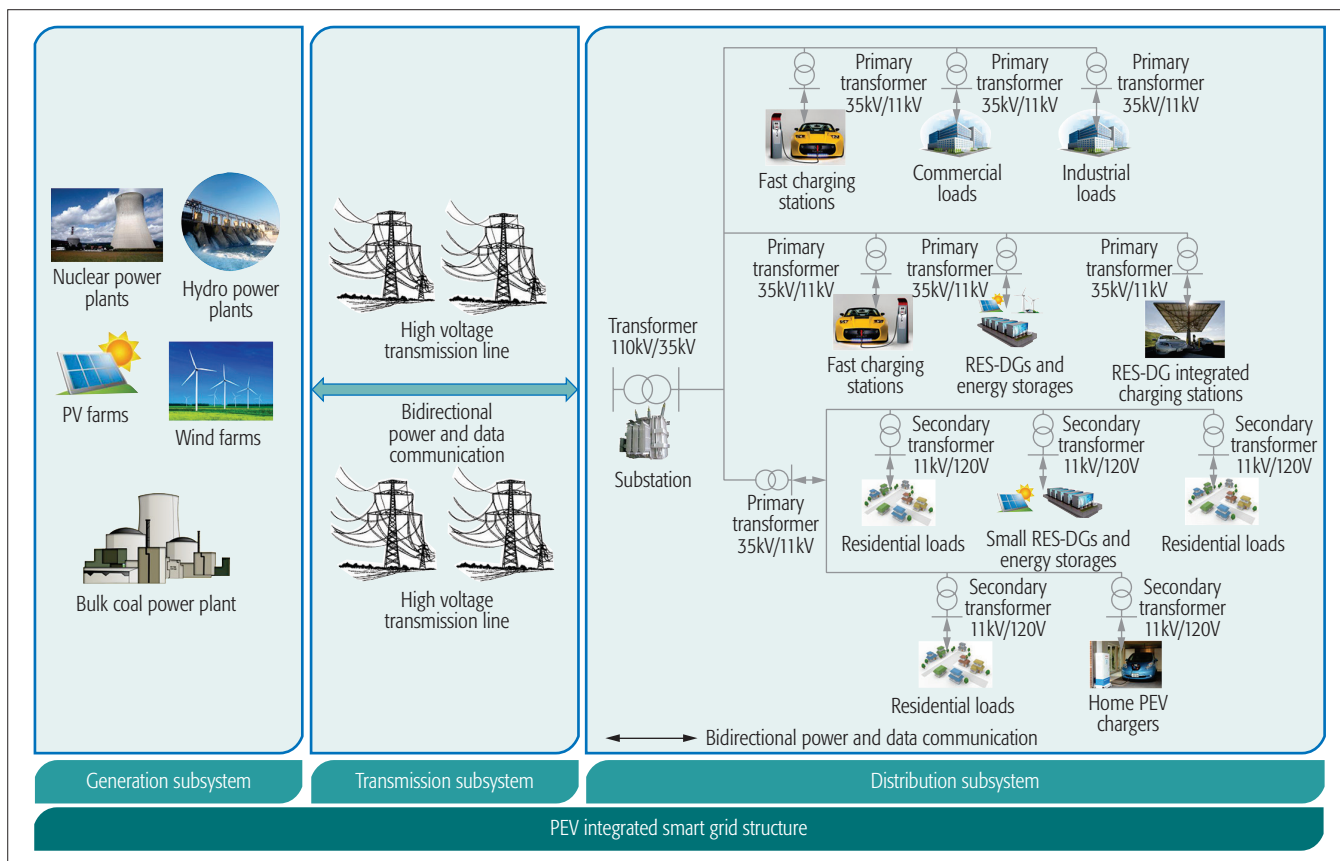 Nuclear power
plants
Hydro power
plants
PV farms
Wind farms
Bulk coal power plant
High voltage
transmission line
Bidirectional
power and data
communication
High voltage
transmission line
Transformer
110kV/35kV
Substation
Primary
transformer
35kV/11kV
Primary
transformer
35kV/11kV
Primary
transformer
35kV/11kV
Fast charging
stations
Commercial
loads
Industrial
loads
Primary
transformer
35kV/11kV
Primary
transformer
35kV/11kV
Primary
transformer
35kV/11kV
Fast charging
stations
RES-DGs and
energy storages
RES-DG integrated
charging stations
Primary
transformer
35kV/11kV
Secondary
transformer
11kV/120V
Secondary
transformer
11kV/120V
Secondary
transformer
11kV/120V
Residential loads
Small RES-DGs and
energy storages
Residential loads
Secondary
transformer
11kV/120V
Secondary
transformer
11kV/120V
Residential loads
Home PEV
chargers
Bidirectional power and data communication
Generation subsystem
Transmission subsystem
Distribution subsystem
PEV integrated smart grid structure